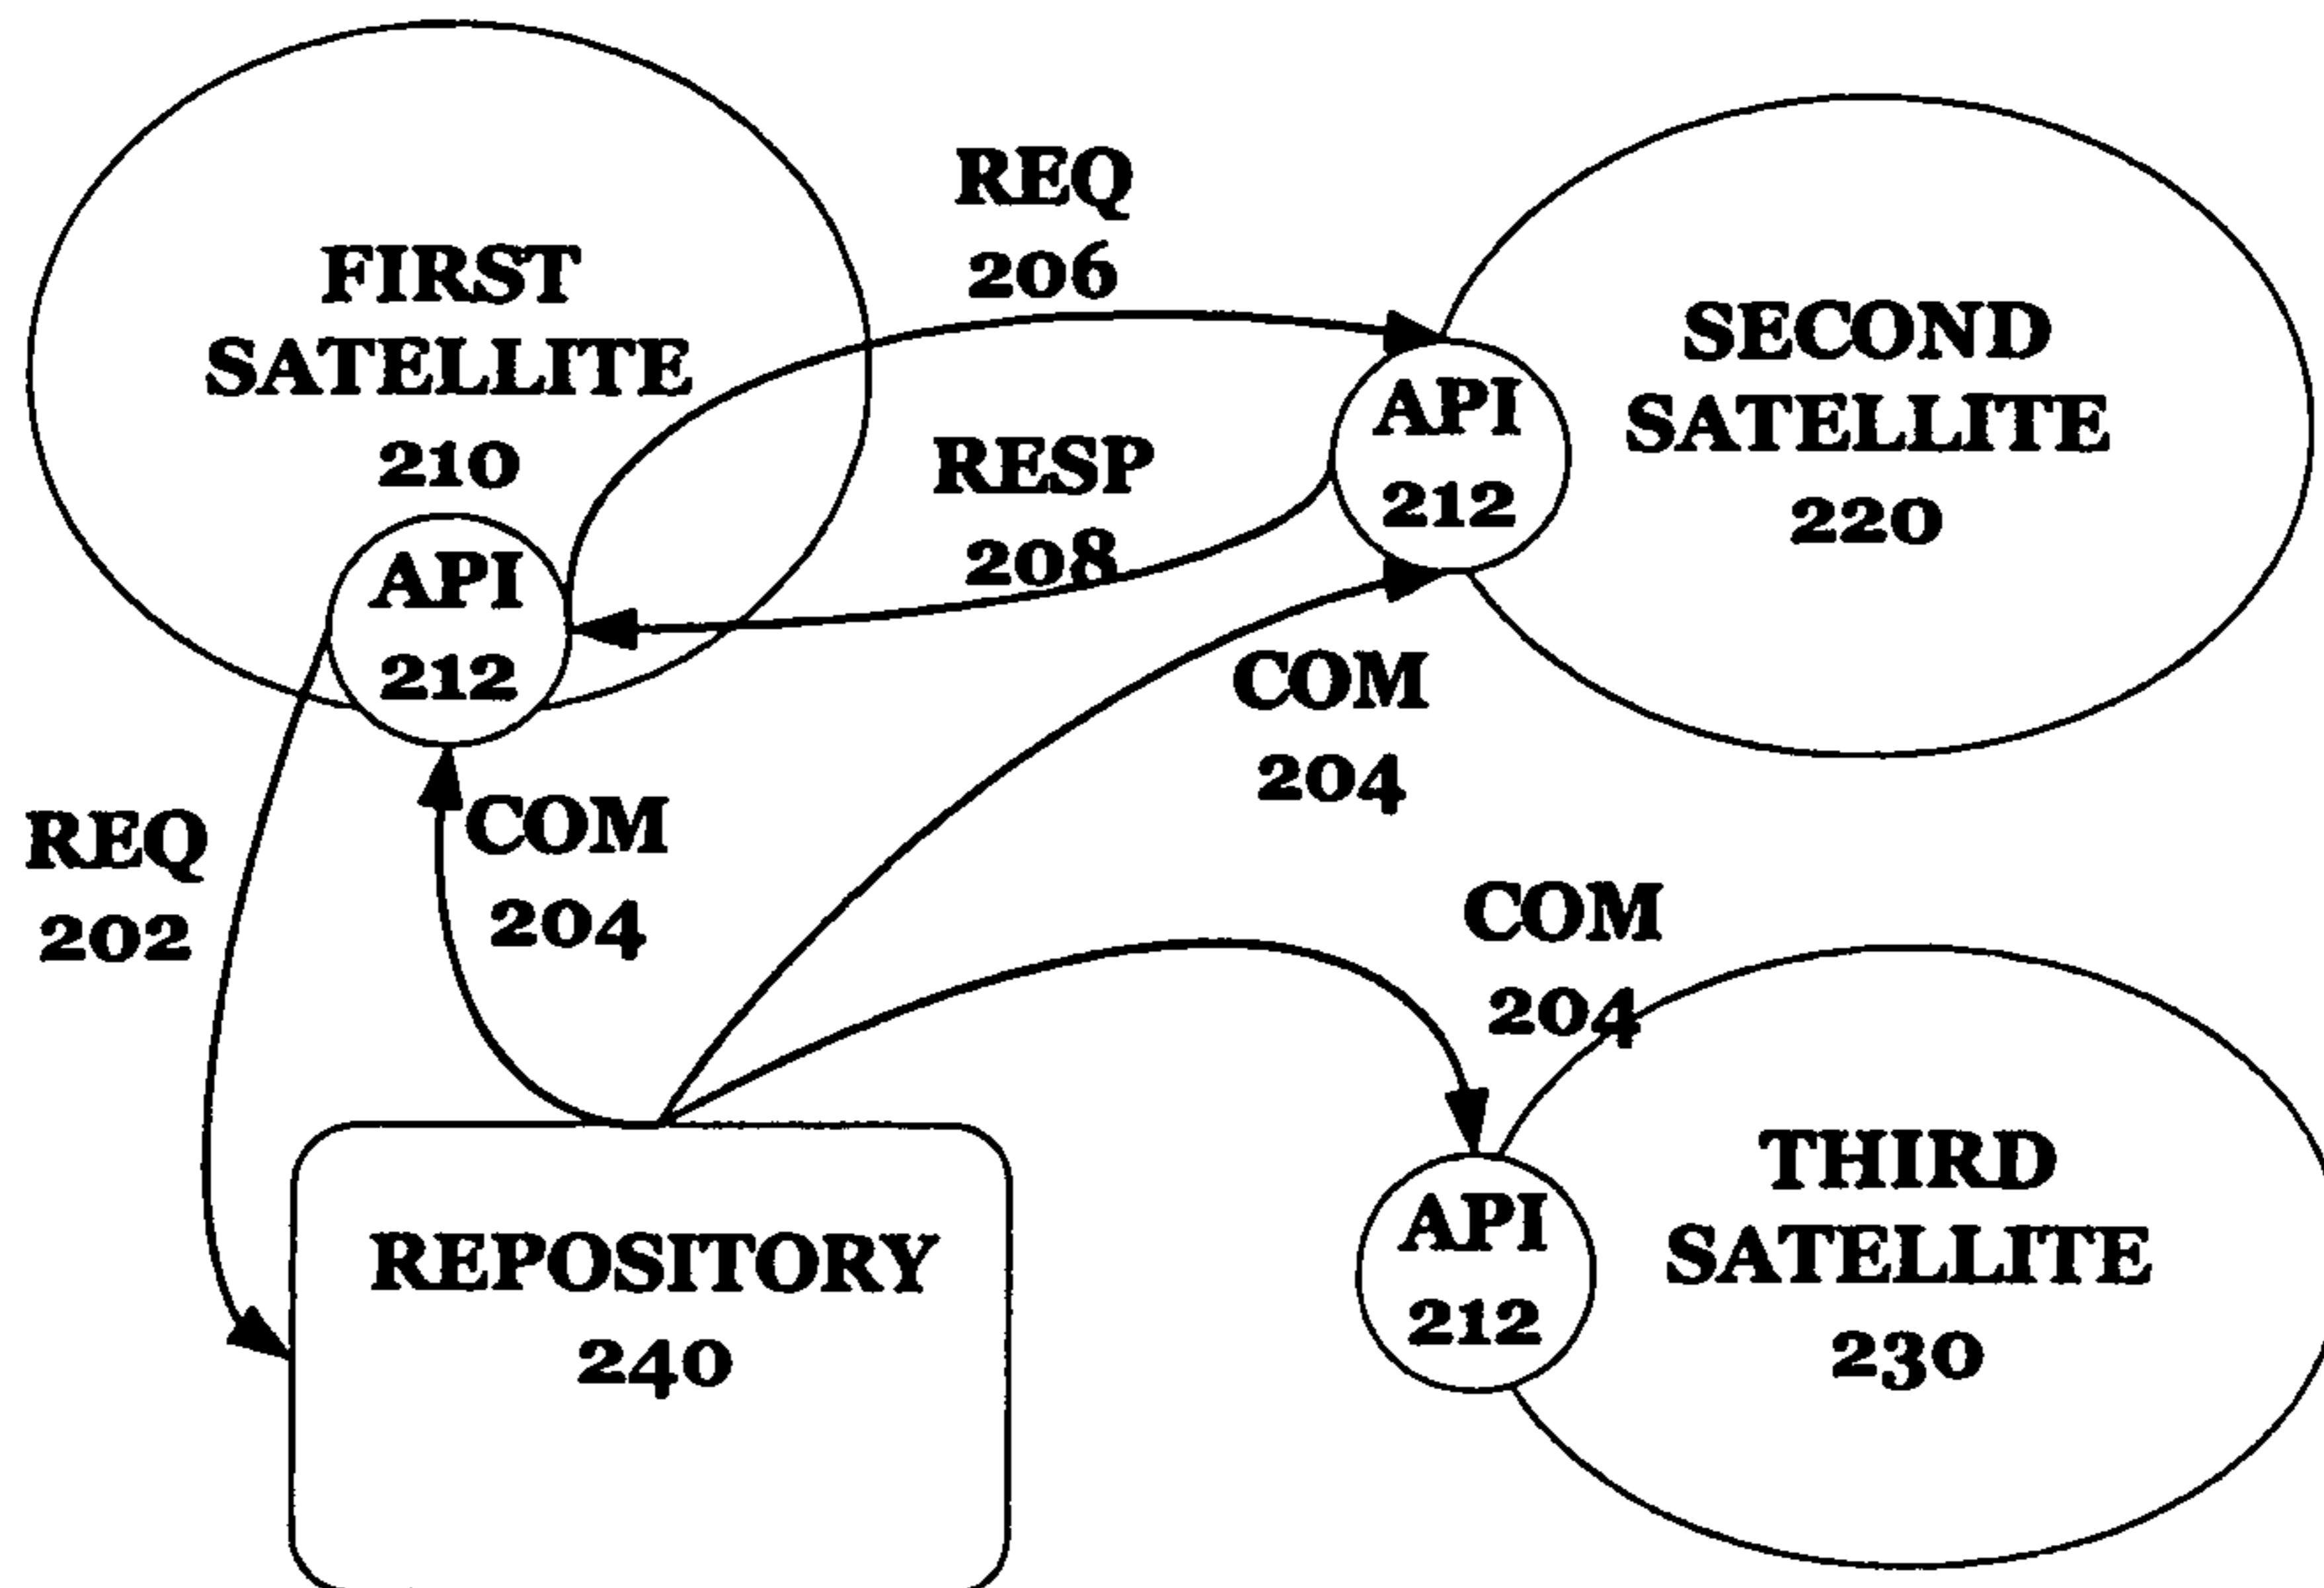 FIRST
SATELLITE
210
API
212
REQ
206
RESP
208
SECOND
SATELLITE
220
API
212
COM
204
REQ
202
COM
204
COM
204
REPOSITORY
240
API
212
THIRD
SATELLITE
230